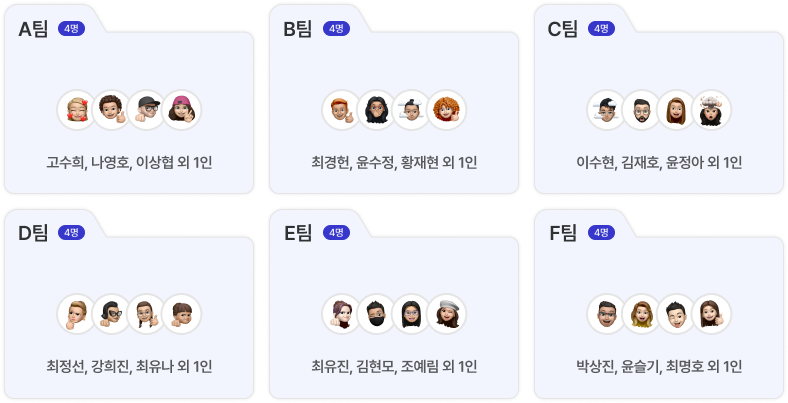 A팀 4명
고수희, 나영호, 이상협 외 1인
B팀 4명
최경헌, 윤수정, 황재현 외 1인
C팀 4명
이수현, 김재호, 윤정아 외 1인
D팀 4명
최정선, 강희진, 최유나 외 1인
E팀 4명
최유진, 김현모, 조예림 외 1인
F팀 4명
박상진, 윤슬기, 최명호 외 1인